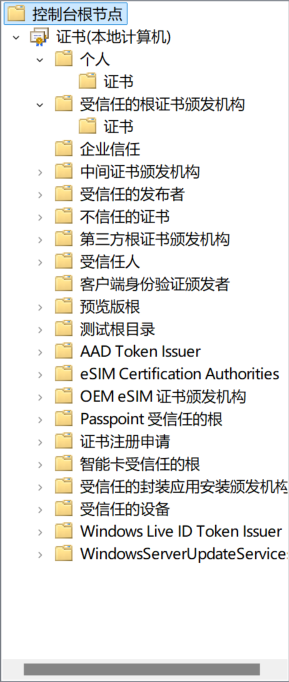 控制台根节点
证书(本地计算机)
个人
证书
受信任的根证书颁发机构
证书
企业信任
中间证书颁发机构
受信任的发布者
不信任的证书
第三方根证书颁发机构
受信任人
客户端身份验证颁发者
预览版根
测试根目录
AAD Token Issuer
eSIM Certification Authorities
OEM eSIM 证书颁发机构
Passpoint 受信任的根
证书注册申请
智能卡受信任的根
受信任的封装应用安装颁发机构
受信任的设备
Windows Live ID Token Issuer
WindowsServerUpdateService